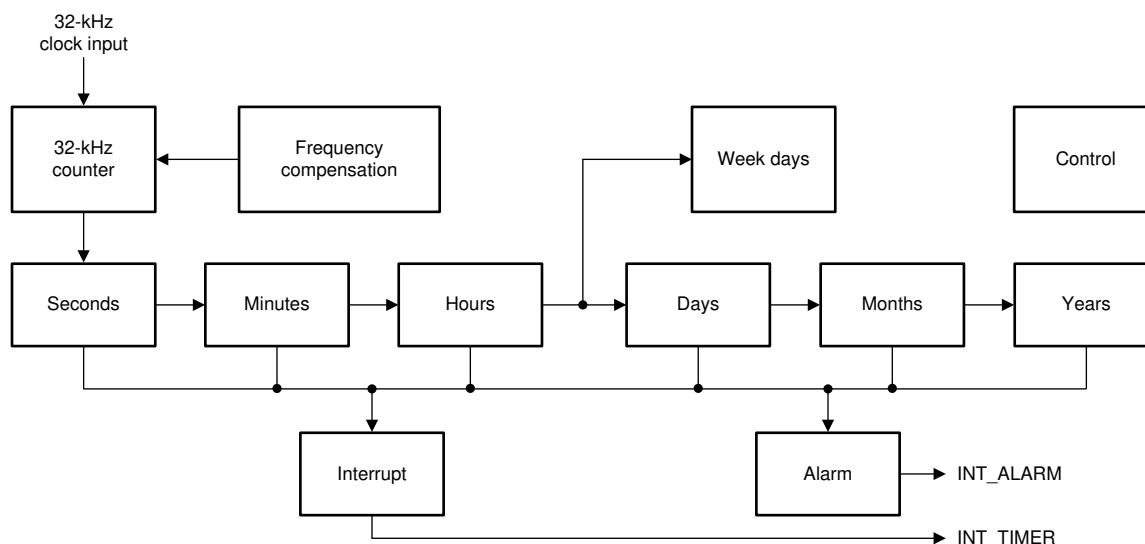 32-kHz
clock input
32-kHz
counter
Frequency
compensation
Week days
Control
Seconds
Minutes
Hours
Days
Months
Years
Interrupt
Alarm
INT_ALARM
INT_TIMER